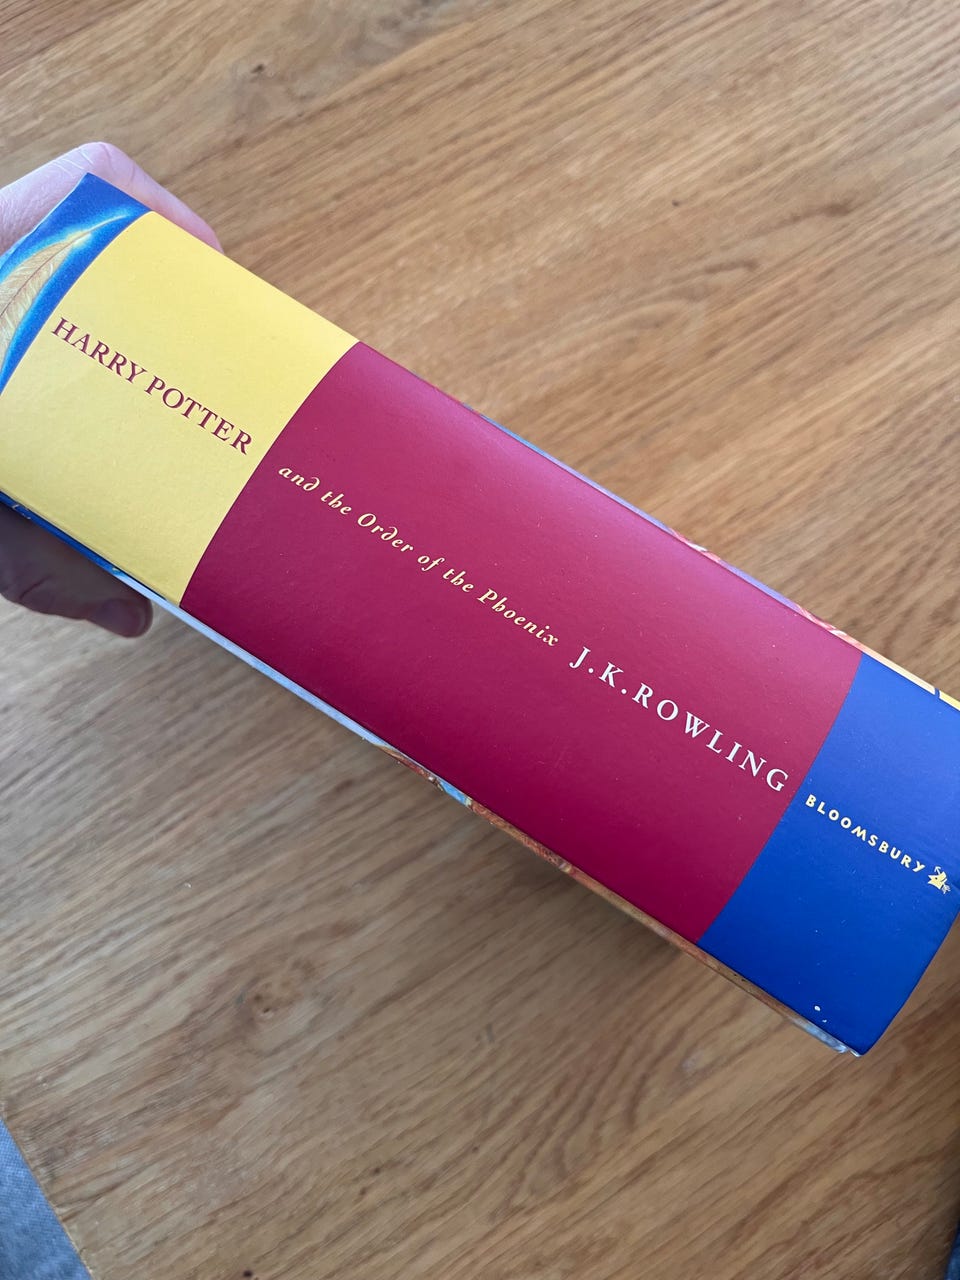 HARRY POTTER
and the Order of the Phoenix
J.K.ROWLING
BLOOMSBURY